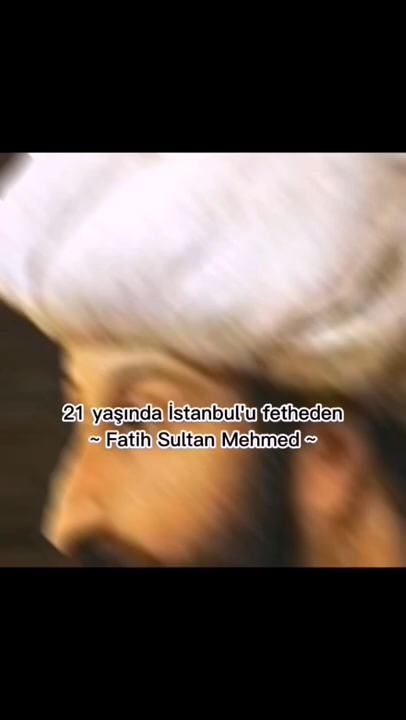 21 yaşında İstanbul'u fetheden
~ Fatih Sultan Mehmed ~